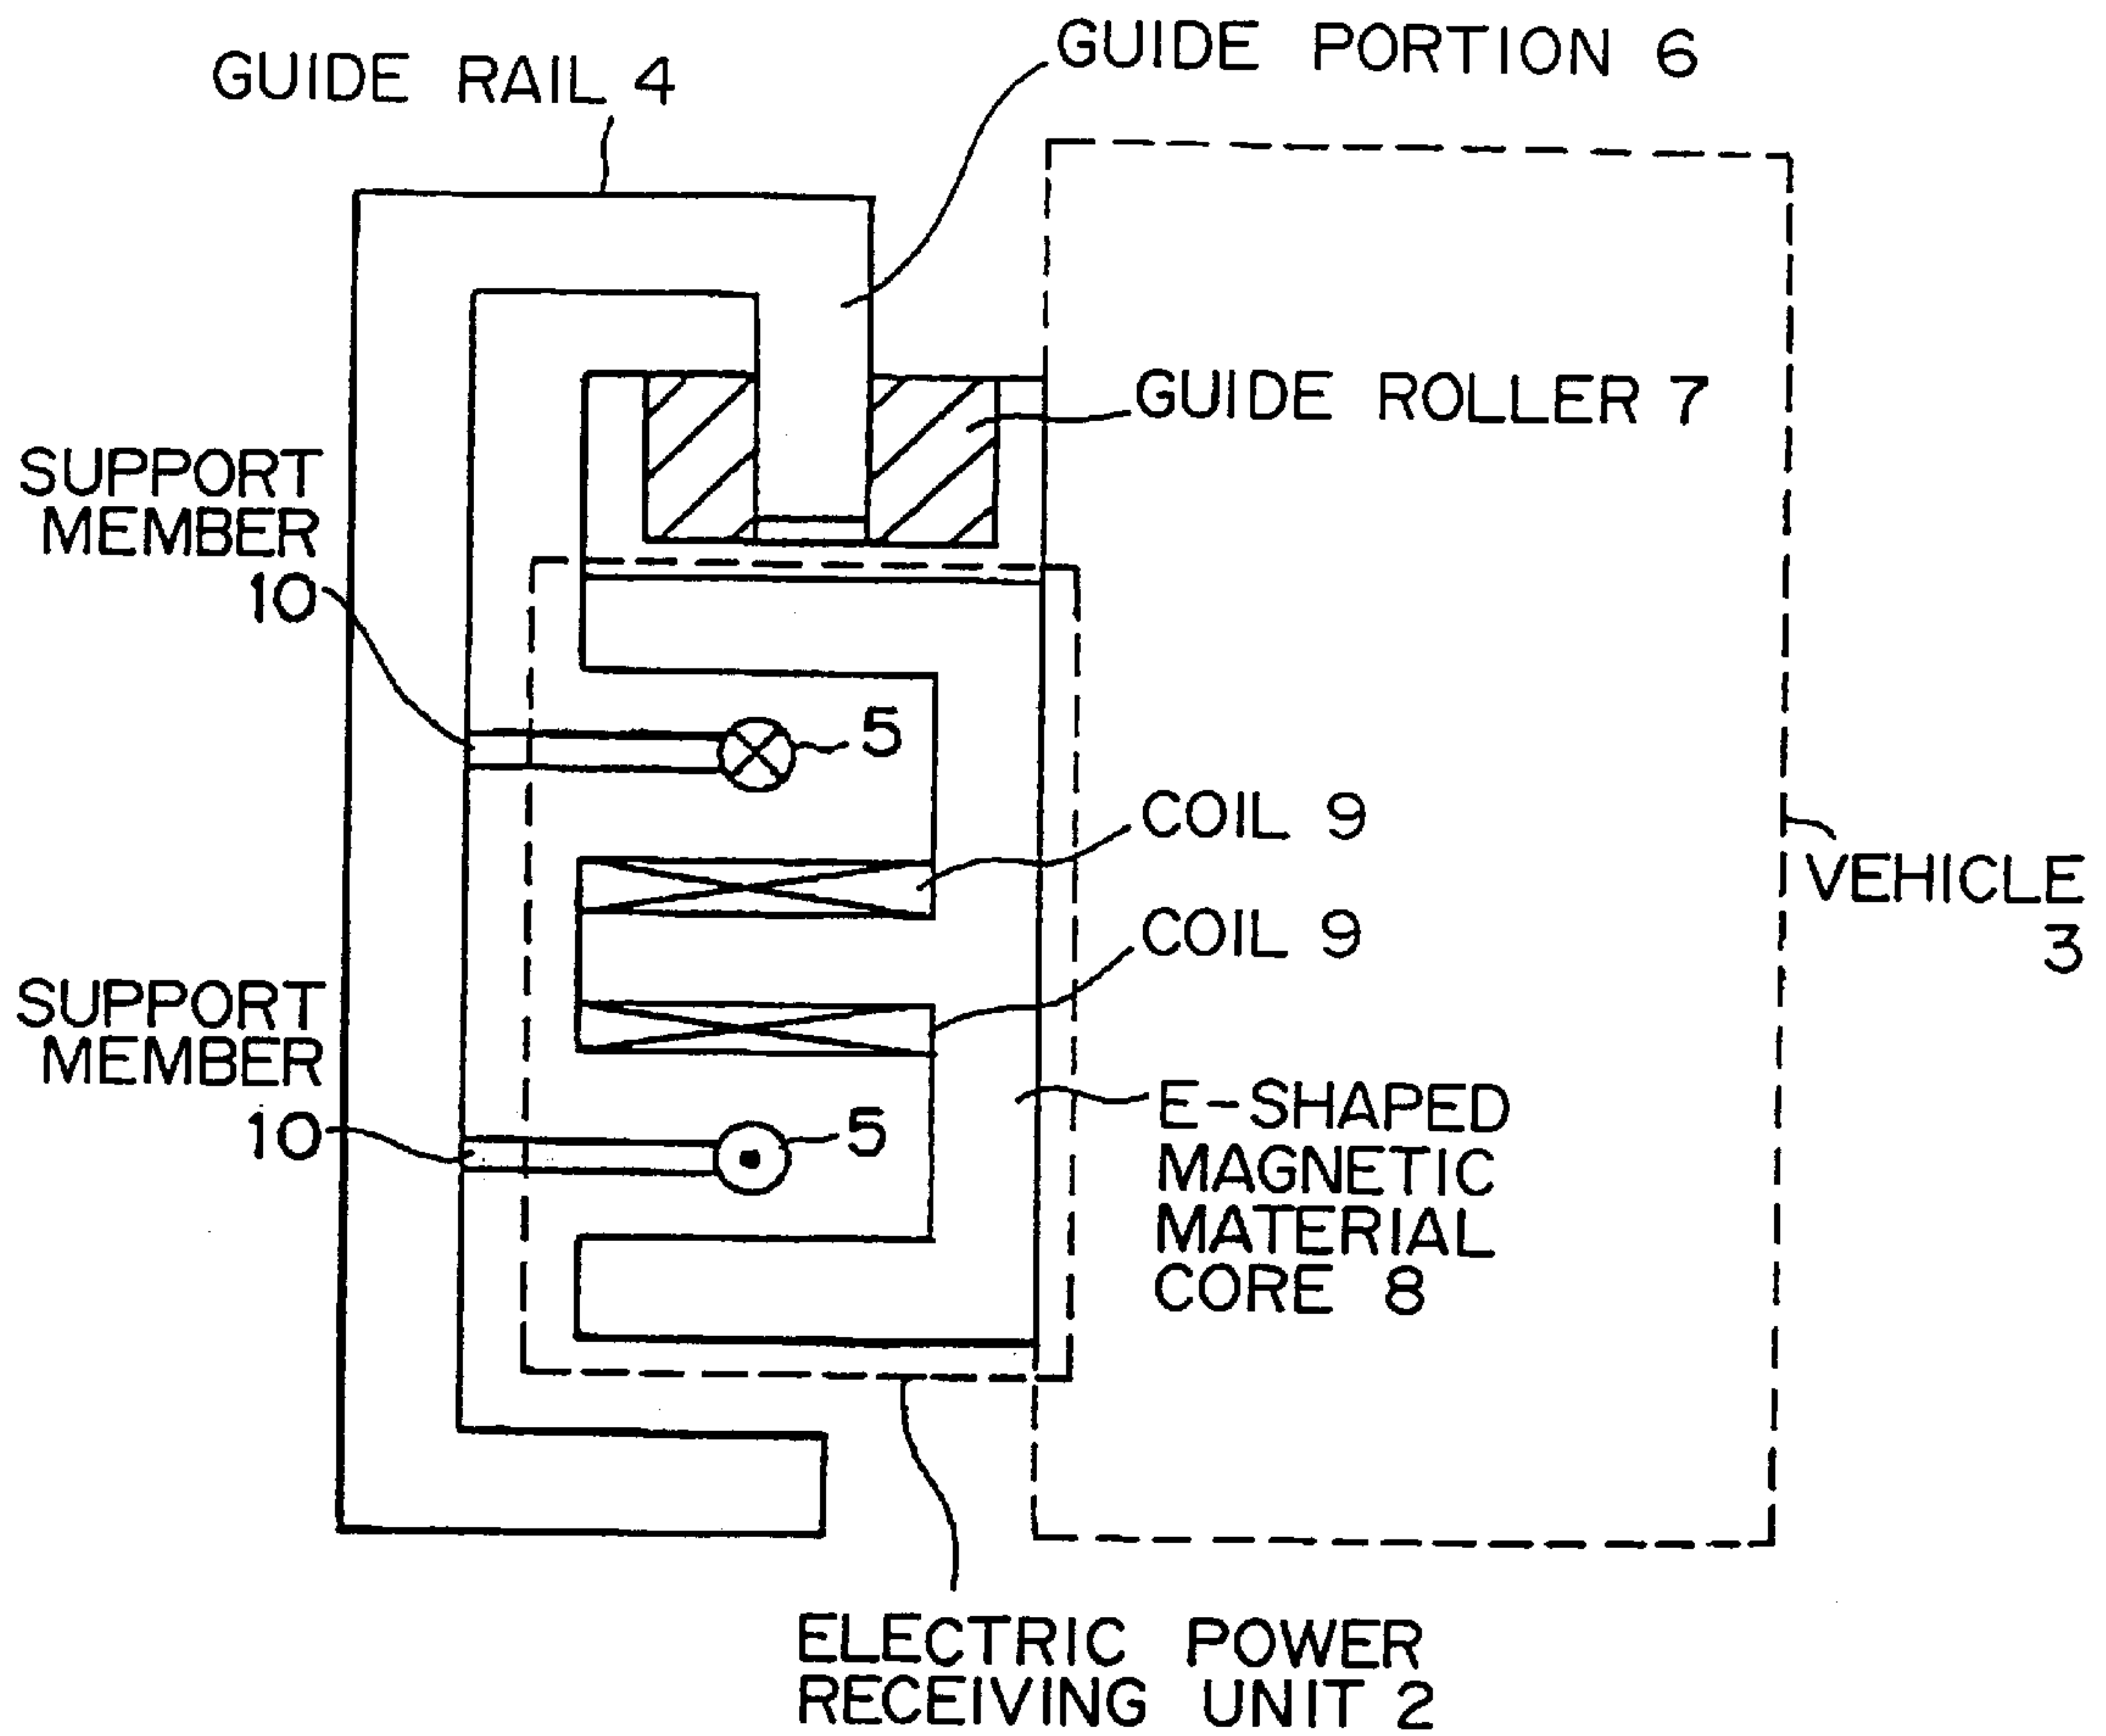 GUIDE PORTION 6
GUIDE RAIL 4
GUIDE ROLLER 7
SUPPORT
MEMBER
10
5
COIL 9
VEHICLE
3
COIL 9
SUPPORT
MEMBER
10
5
E-SHAPED
MAGNETIC
MATERIAL
CORE 8
ELECTRIC POWER
RECEIVING UNIT 2